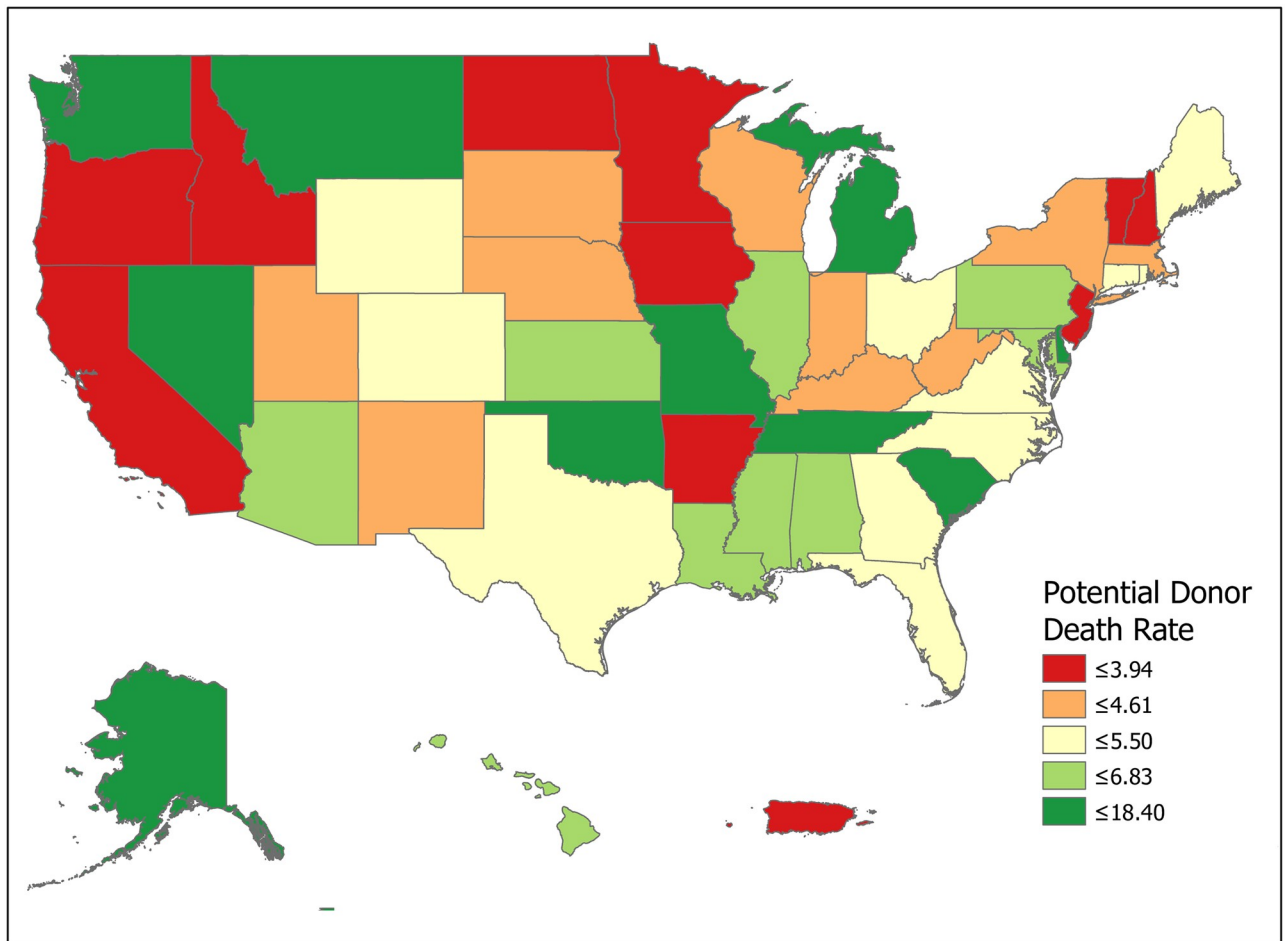 Potential Donor
Death Rate
≤3.94
≤4.61
≤5.50
≤6.83
≤18.40